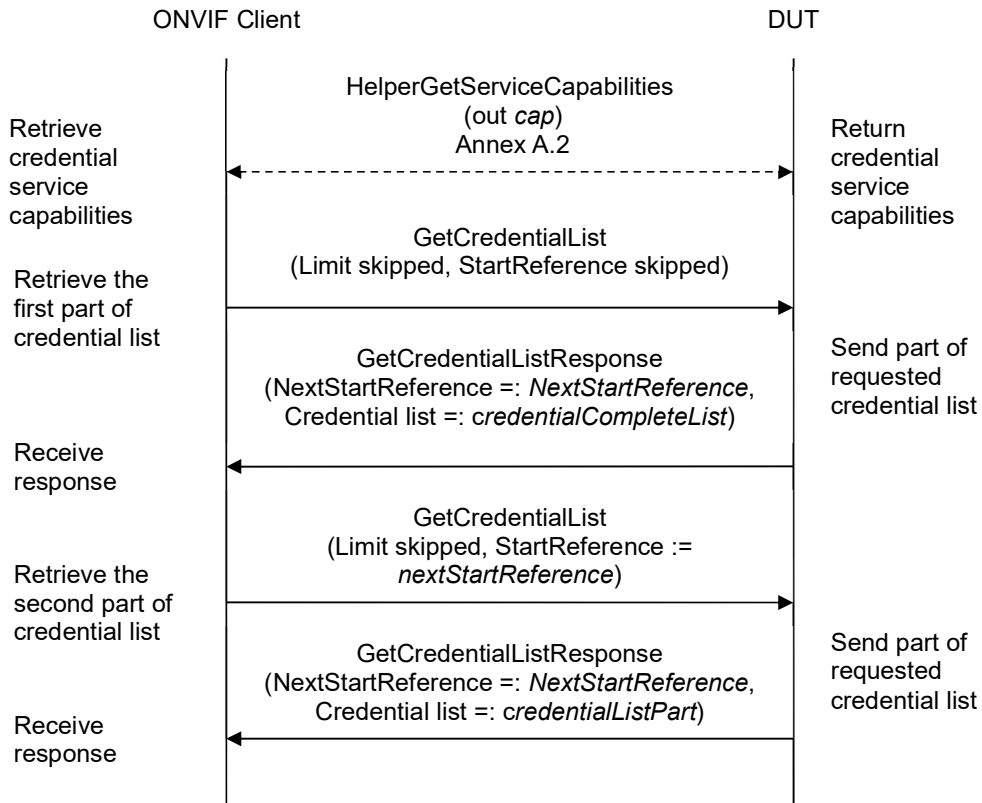 ONVIF Client
DUT
HelperGetServiceCapabilities
(out cap)
Annex A.2
Retrieve
credential
service
capabilities
Return
credential
service
capabilities
GetCredentialList
(Limit skipped, StartReference skipped)
Retrieve the
first part of
credential list
GetCredentialListResponse
(NextStartReference =: NextStartReference,
Credential list =: credentialCompleteList)
Send part of
requested
credential list
Receive
response
GetCredentialList
(Limit skipped, StartReference :=
nextStartReference)
Retrieve the
second part of
credential list
GetCredentialListResponse
(NextStartReference =: NextStartReference,
Credential list =: credentialListPart)
Send part of
requested
credential list
Receive
response